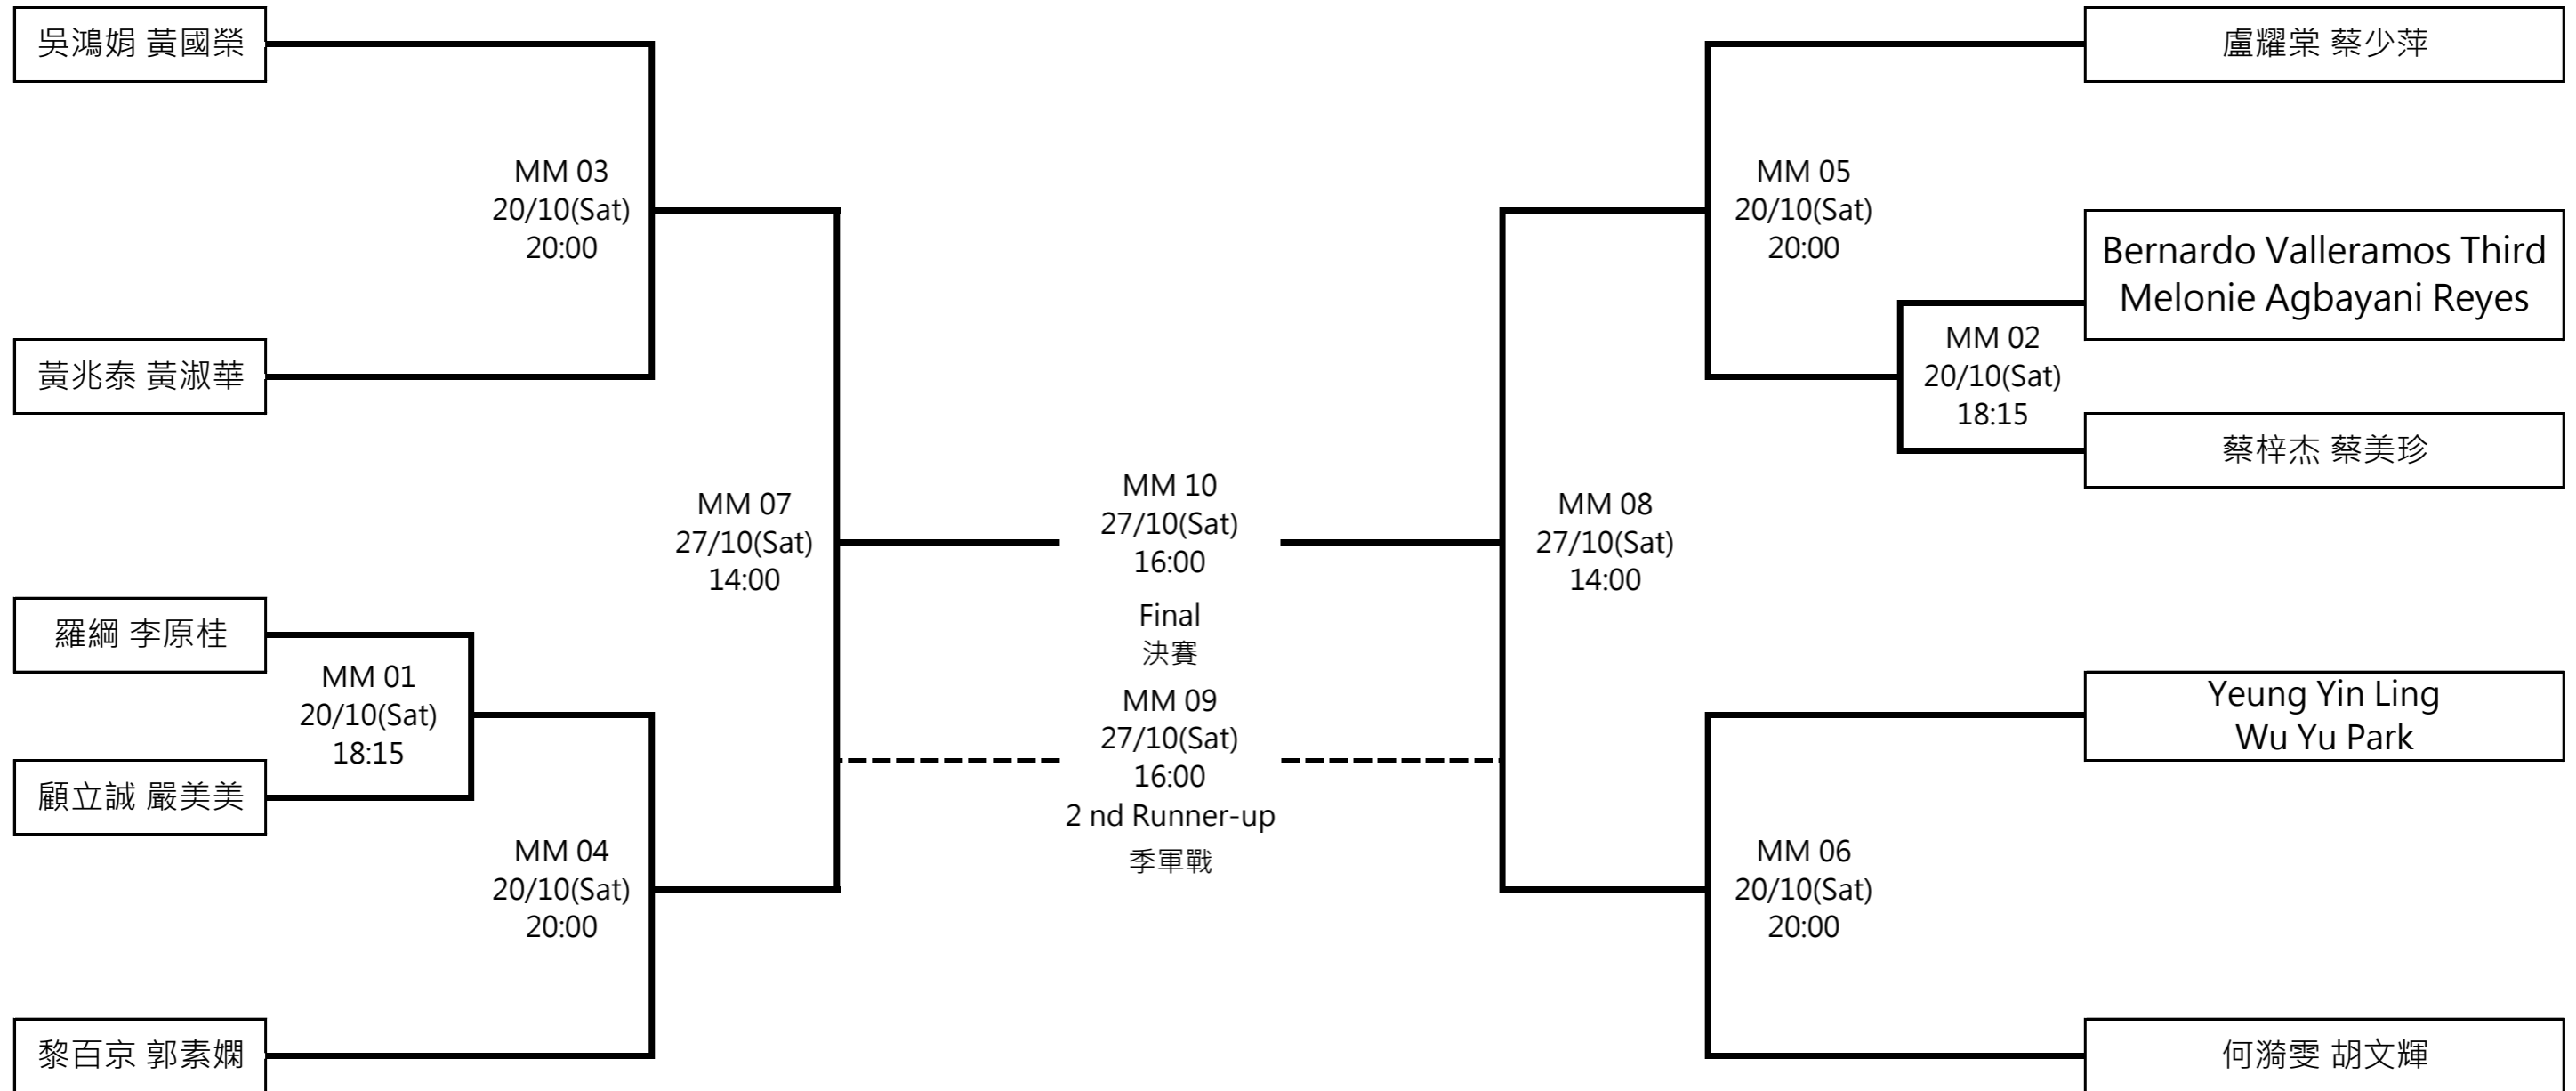 吳鴻娟 黃國榮
盧耀棠 蔡少萍
MM 03
20/10(Sat)
20:00
MM 05
20/10(Sat)
20:00
Bernardo Valleramos Third
Melonie Agbayani Reyes
黃兆泰 黃淑華
MM 02
20/10(Sat)
18:15
蔡梓杰 蔡美珍
MM 07
27/10(Sat)
14:00
MM 10
27/10(Sat)
16:00
Final
決賽
MM 08
27/10(Sat)
14:00
羅綱 李原桂
MM 01
20/10(Sat)
18:15
顧立誠 嚴美美
MM 09
27/10(Sat)
16:00
2 nd Runner-up
季軍戰
Yeung Yin Ling
Wu Yu Park
MM 04
20/10(Sat)
20:00
MM 06
20/10(Sat)
20:00
黎百京 郭素嫻
何漪雯 胡文輝